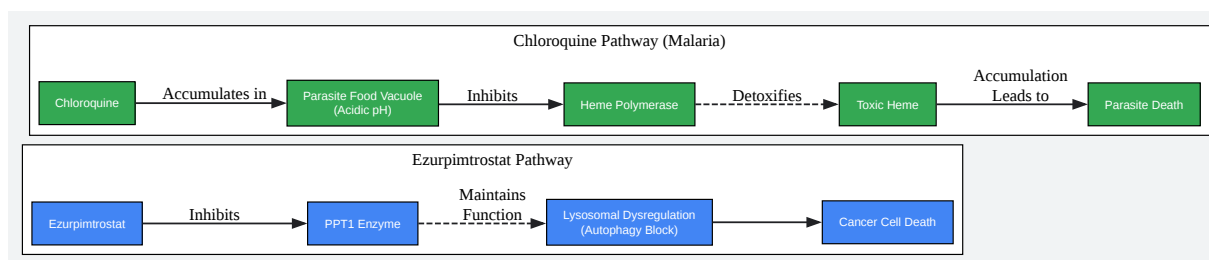 Chloroquine Pathway (Malaria)
Chloroquine
Accumulates in
Parasite Food Vacuole
(Acidic pH)
Inhibits
Heme Polymerase
Detoxifies
Toxic Heme
Accumulation
Leads to
Parasite Death
Ezurpimtrostat Pathway
Ezurpimtrostat
Inhibits
PPT1 Enzyme
Maintains
Function
Lysosomal Dysregulation
(Autophagy Block)
Cancer Cell Death